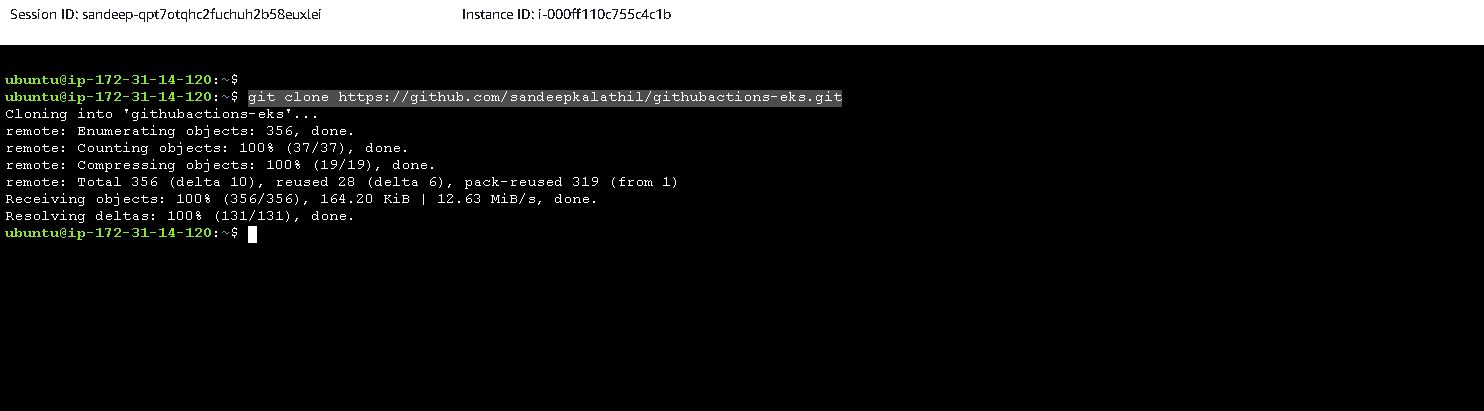 Session ID: sandeep-qpt7otqhc2fuchuh2b58euxlei Instance ID: i-000ff110c755c4c1b
ubuntu@ip-172-31-14-120:~$
ubuntu@ip-172-31-14-120:~$ git clone https://github.com/sandeepkalathil/githubactions-eks.git
Cloning into 'githubactions-eks'...
remote: Enumerating objects: 356, done.
remote: Counting objects: 100% (37/37), done.
remote: Compressing objects: 100% (19/19), done.
remote: Total 356 (delta 10), reused 28 (delta 6), pack-reused 319 (from 1)
Receiving objects: 100% (356/356), 164.20 KiB | 12.63 MiB/s, done.
Resolving deltas: 100% (131/131), done.
ubuntu@ip-172-31-14-120:~$